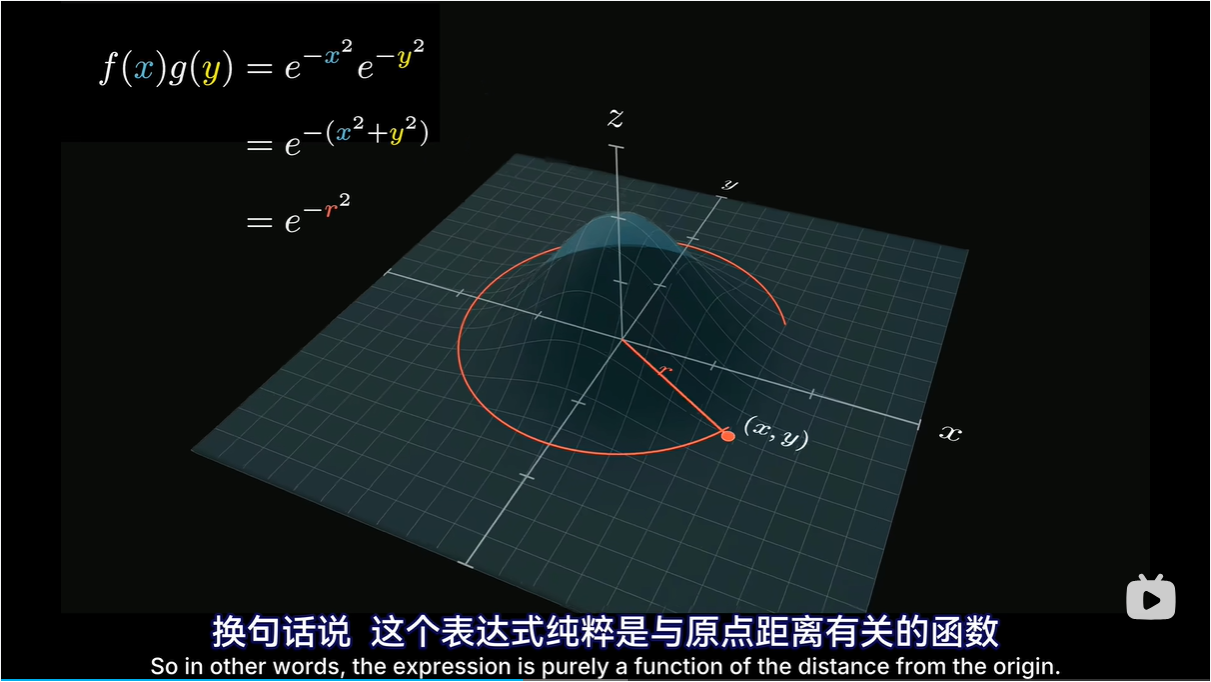 f(x)g(y) = e^{-x^2} e^{-y^2}
= e^{-(x^2+y^2)}
= e^{-r^2}
z
y
r
(x, y)
x
换句话说 这个表达式纯粹是与原点距离有关的函数
So in other words, the expression is purely a function of the distance from the origin.